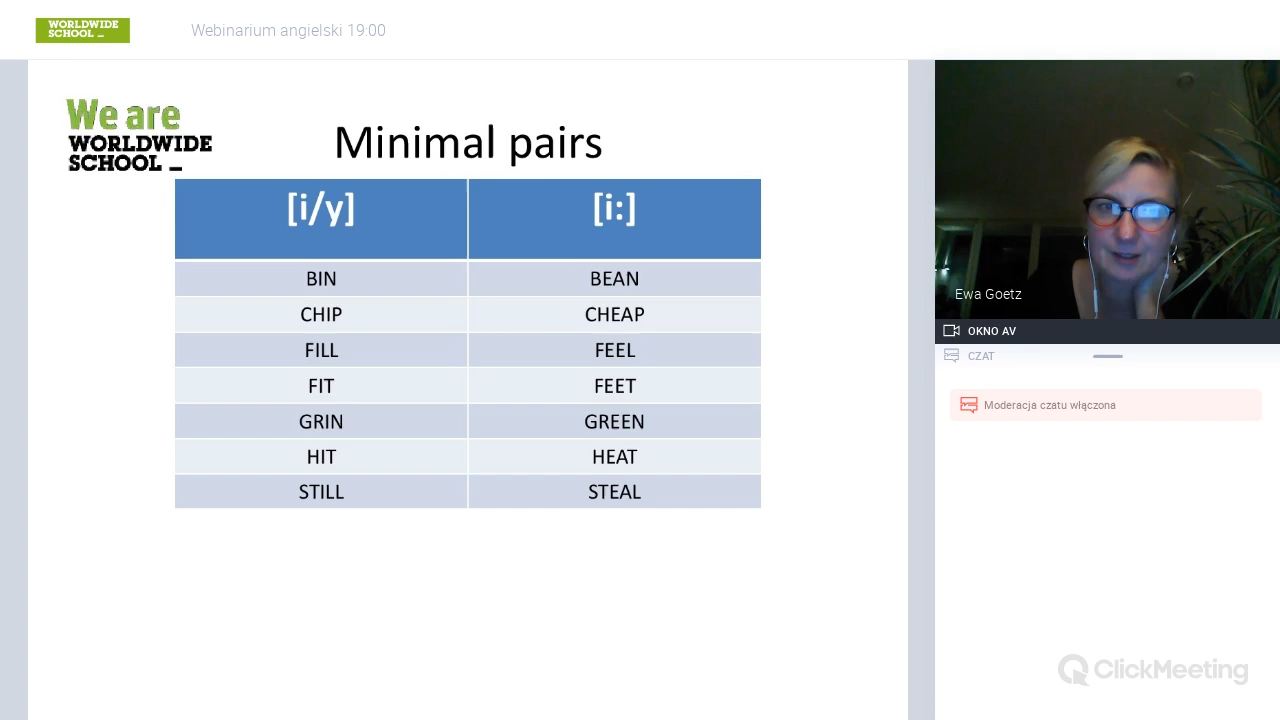 WORLDWIDE
SCHOOL _
Webinarium angielski 19:00
We are
WORLDWIDE
SCHOOL _
Minimal pairs
[i/y] [i:]
BIN BEAN
CHIP CHEAP
FILL FEEL
FIT FEET
GRIN GREEN
HIT HEAT
STILL STEAL
Ewa Goetz
OKNO AV
CZAT
Moderacja czatu włączona
ClickMeeting